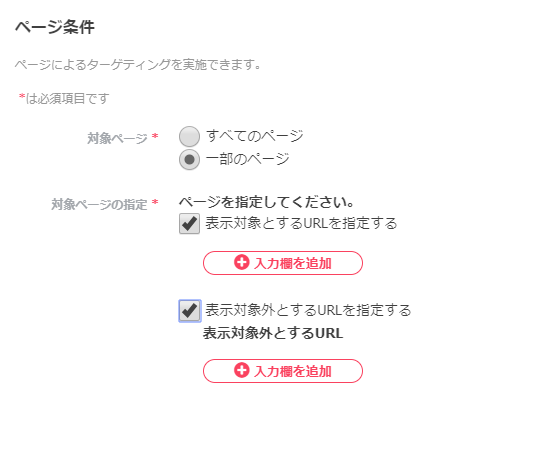 ページ条件
ページによるターゲティングを実施できます。
*は必須項目です
対象ページ *
すべてのページ
一部のページ
対象ページの指定 *
ページを指定してください。
表示対象とするURLを指定する
入力欄を追加
表示対象外とするURLを指定する
表示対象外とするURL
入力欄を追加